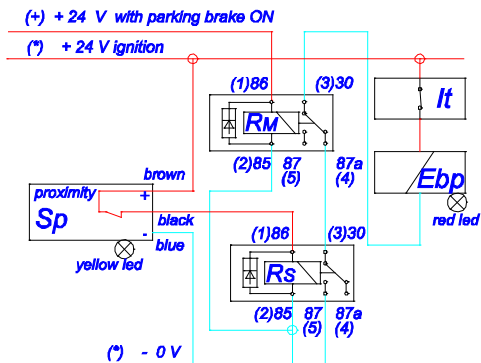 (+) + 24 V with parking brake ON
(*) + 24 V ignition
(1)86
(3)30
It
RM
(2)85
87
87a
(5)
(4)
Ebp
brown
proximity
+
Sp
black
red led
-
blue
(1)86
(3)30
yellow led
Rs
(2)85
87
87a
(5)
(4)
(*) - 0 V